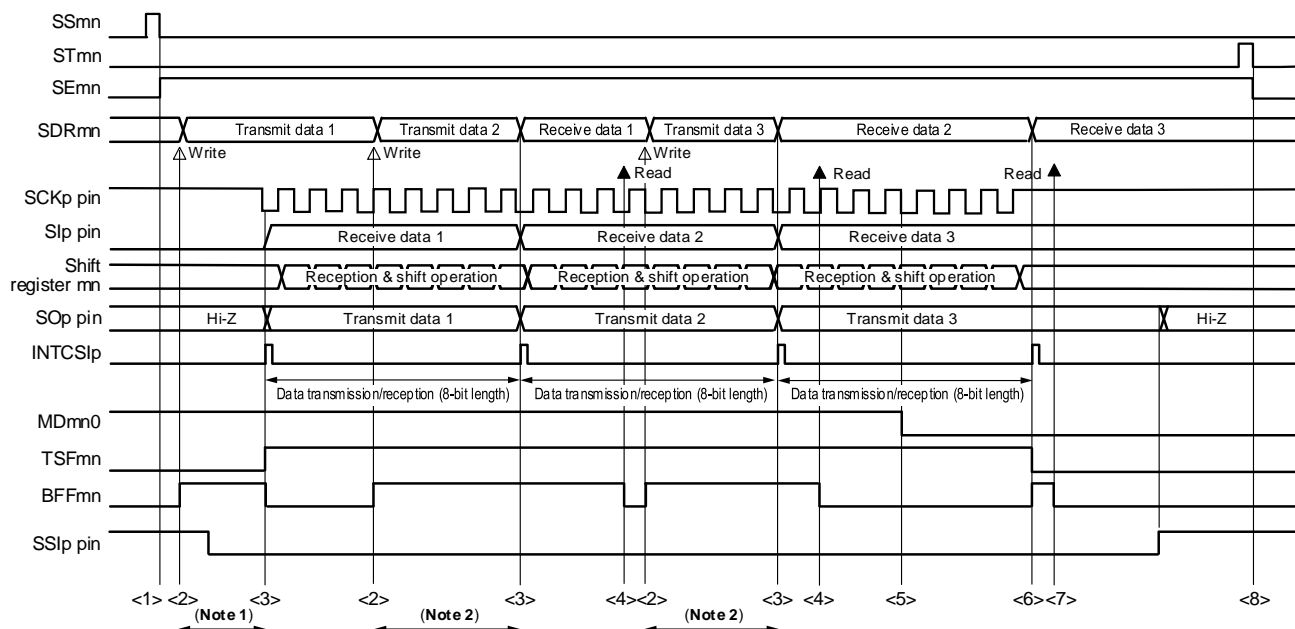 SSmn
STmn
SEmn
SDRmn Transmit data 1 Transmit data 2 Receive data 1 Transmit data 3 Receive data 2 Receive data 3
Write Write Write
Read Read Read
SCKp pin
SIp pin Receive data 1 Receive data 2 Receive data 3
Shift
register mn Reception & shift operation Reception & shift operation Reception & shift operation
SOp pin Hi-Z Transmit data 1 Transmit data 2 Transmit data 3 Hi-Z
INTCSIp
Data transmission/reception (8-bit length) Data transmission/reception (8-bit length) Data transmission/reception (8-bit length)
MDmn0
TSFmn
BFFmn
SSIp pin
<1> <2> <3> <2> <3> <4> <2> <3> <4> <5> <6> <7> <8>
(Note 1) (Note 2) (Note 2)